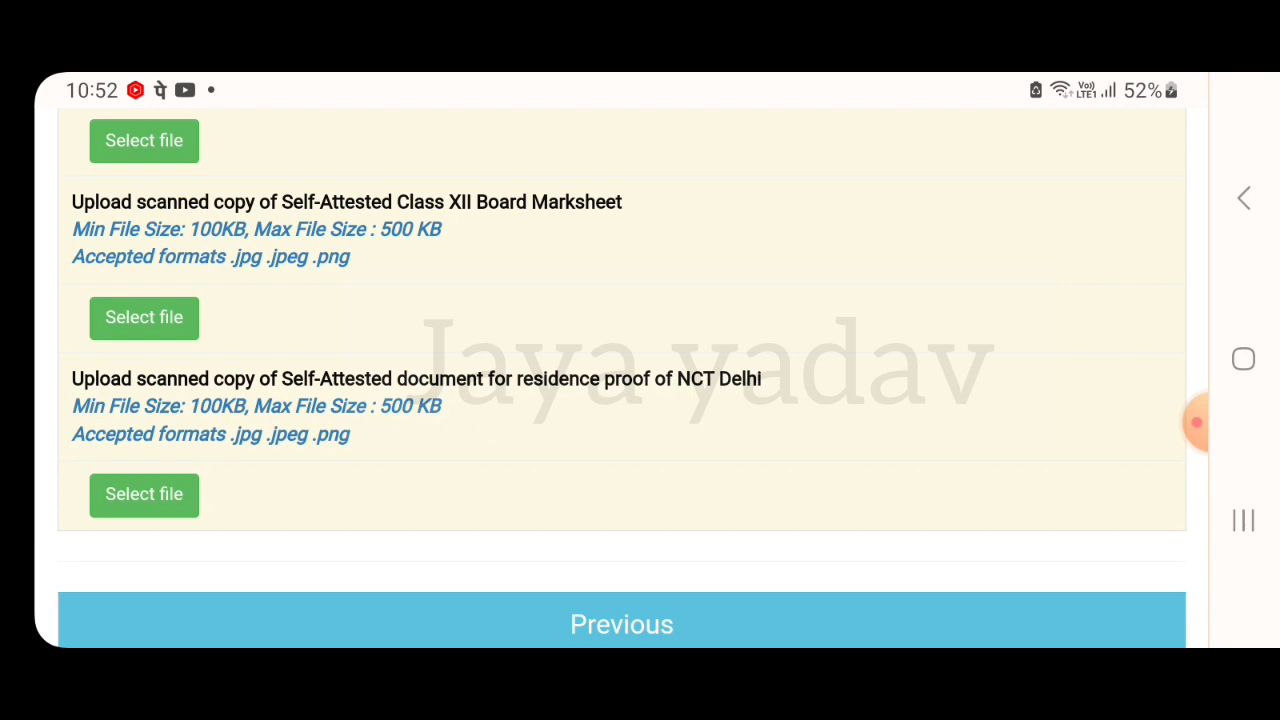 10:52 पे Vo)) LTE1 52%
Select file
Upload scanned copy of Self-Attested Class XII Board Marksheet
Min File Size: 100KB, Max File Size : 500 KB
Accepted formats .jpg .jpeg .png
Select file
Jaya yadav
Upload scanned copy of Self-Attested document for residence proof of NCT Delhi
Min File Size: 100KB, Max File Size : 500 KB
Accepted formats .jpg .jpeg .png
Select file
Previous